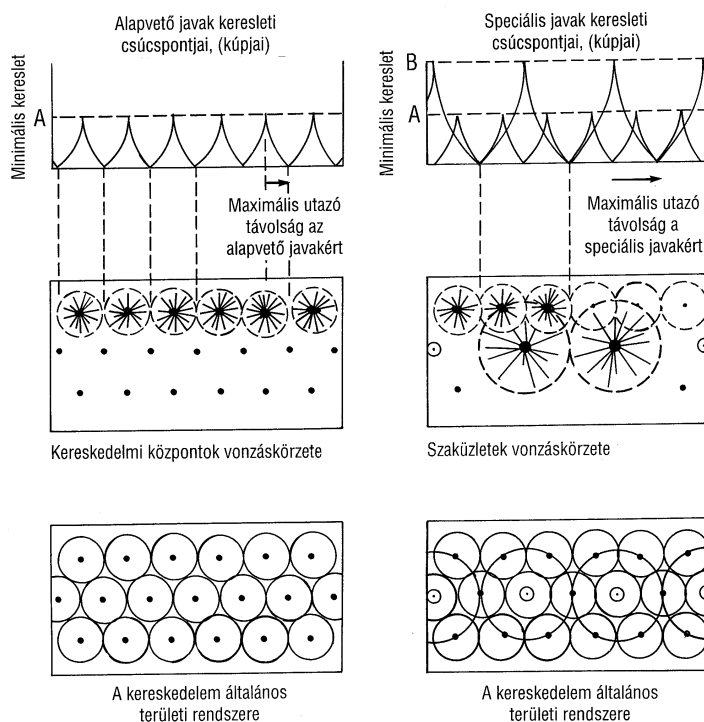 Alapvető javak keresleti
csúcspontjai, (kúpjai)
Minimális kereslet
A
Maximális utazó
távolság az
alapvető javakért
Kereskedelmi központok vonzáskörzete
A kereskedelem általános
területi rendszere
Speciális javak keresleti
csúcspontjai, (kúpjai)
Minimális kereslet
B
A
Maximális utazó
távolság a
speciális javakért
Szaküzletek vonzáskörzete
A kereskedelem általános
területi rendszere